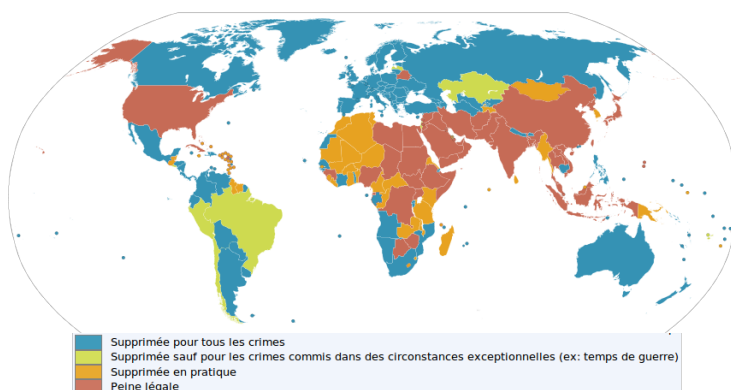 Supprimée pour tous les crimes
Supprimée sauf pour les crimes commis dans des circonstances exceptionnelles (ex: temps de guerre)
Supprimée en pratique
Peine légale